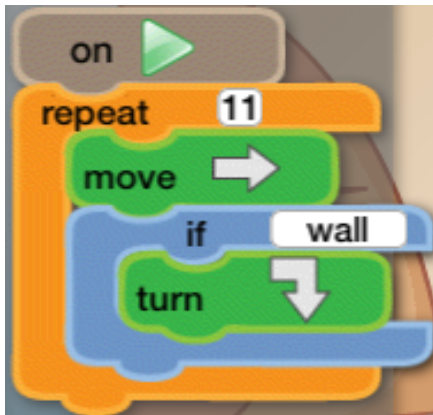 on
repeat 11
move
if wall
turn